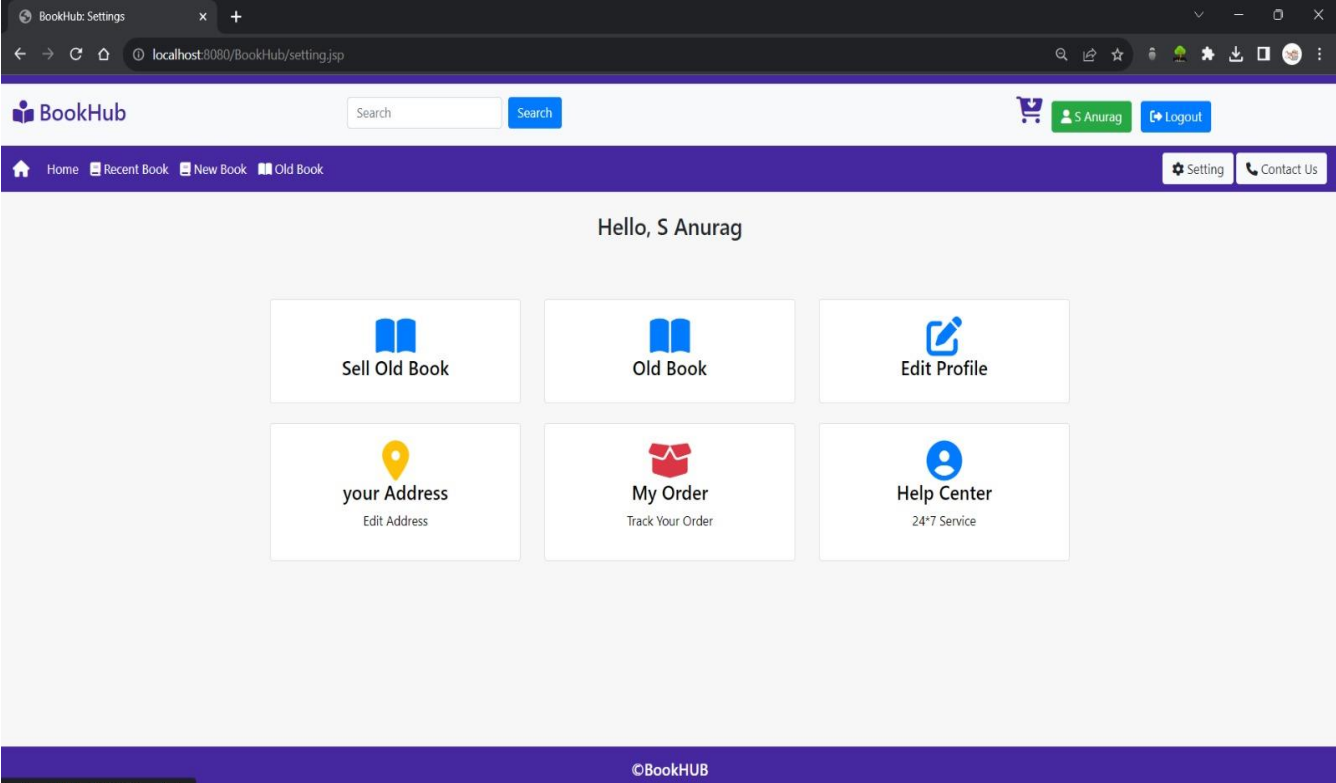 BookHub: Settings
localhost:8080/BookHub/setting.jsp
BookHub Search Search S Anurag Logout
Home Recent Book New Book Old Book Setting Contact Us
Hello, S Anurag
Sell Old Book Old Book Edit Profile
your Address My Order Help Center
Edit Address Track Your Order 24*7 Service
©BookHUB